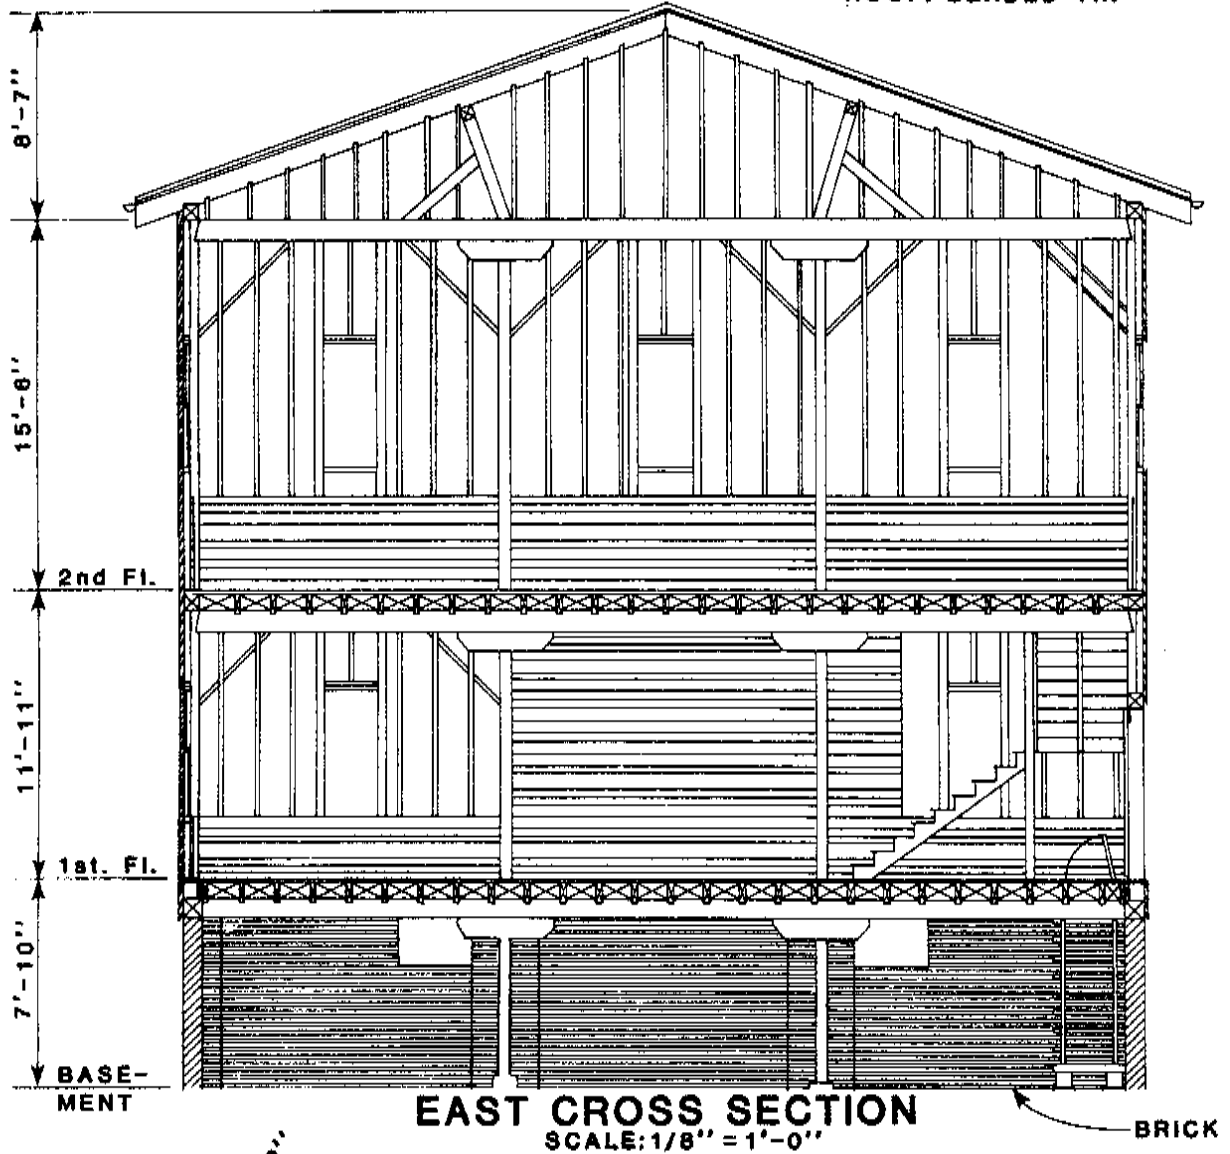 8'-7"
15'-6"
2nd Fl.
11'-11"
1st. Fl.
7'-10"
BASE-
MENT
EAST CROSS SECTION
SCALE: 1/8" = 1'-0"
BRICK